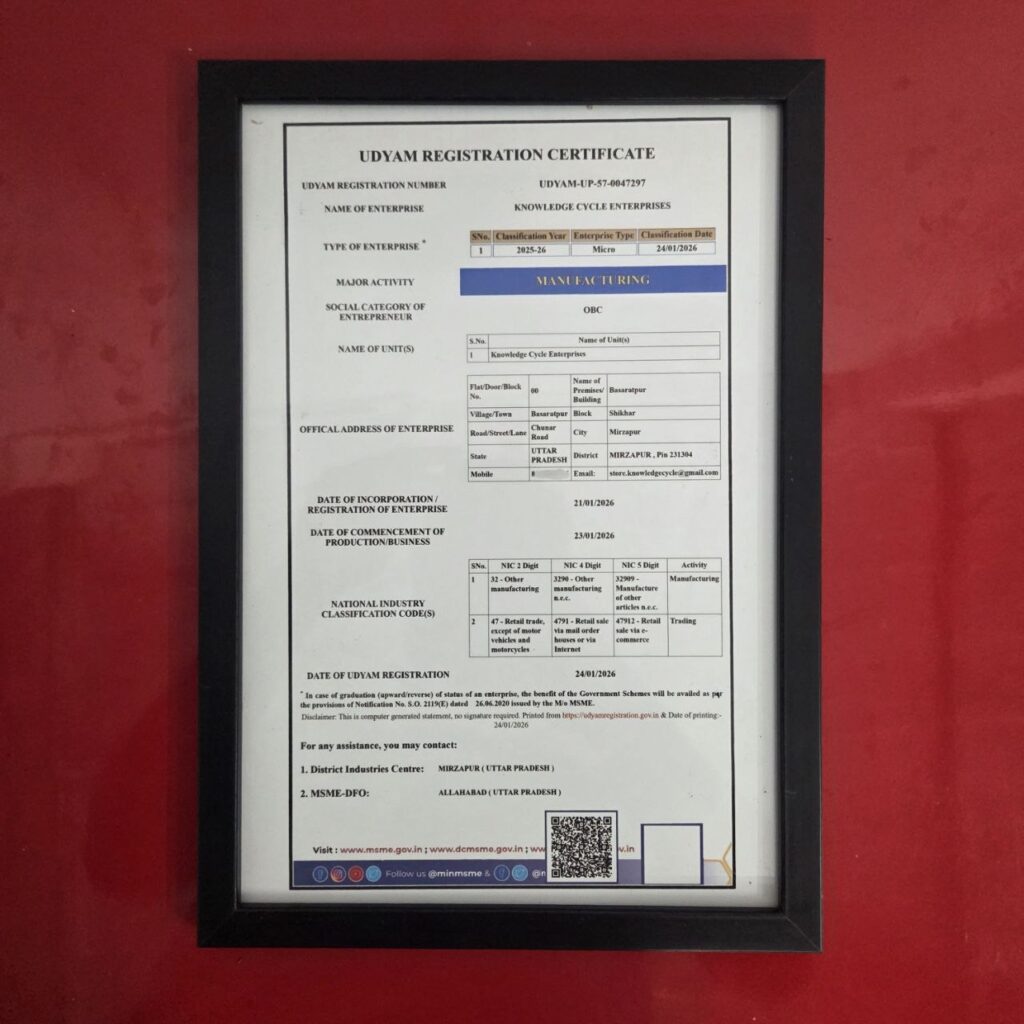 UDYAM REGISTRATION CERTIFICATE
UDYAM REGISTRATION NUMBER UDYAM-UP-57-0047297
NAME OF ENTERPRISE KNOWLEDGE CYCLE ENTERPRISES
TYPE OF ENTERPRISE *
SNo. Classification Year Enterprise Type Classification Date
1 2025-26 Micro 24/01/2026
MAJOR ACTIVITY MANUFACTURING
SOCIAL CATEGORY OF
ENTREPRENEUR
OBC
NAME OF UNIT(S)
S.No. Name of Unit(s)
1 Knowledge Cycle Enterprises
OFFICAL ADDRESS OF ENTERPRISE
Flat/Door/Block
No.
00
Name of
Premises/
Building
Basaratpur
Village/Town Basaratpur Block Shikhar
Road/Street/Lane
Chunar
Road
City Mirzapur
State
UTTAR
PRADESH
District MIRZAPUR , Pin 231304
Mobile 8 Email: store.knowledgecycle@gmail.com
DATE OF INCORPORATION /
REGISTRATION OF ENTERPRISE
21/01/2026
DATE OF COMMENCEMENT OF
PRODUCTION/BUSINESS
23/01/2026
NATIONAL INDUSTRY
CLASSIFICATION CODE(S)
SNo. NIC 2 Digit NIC 4 Digit NIC 5 Digit Activity
1
32 - Other
manufacturing
3290 - Other
manufacturing
n.e.c.
32909 -
Manufacture
of other
articles n.e.c.
Manufacturing
2
47 - Retail trade,
except of motor
vehicles and
motorcycles
4791 - Retail sale
via mail order
houses or via
Internet
47912 - Retail
sale via e-
commerce
Trading
DATE OF UDYAM REGISTRATION 24/01/2026
* In case of graduation (upward/reverse) of status of an enterprise, the benefit of the Government Schemes will be availed as per
the provisions of Notification No. S.O. 2119(E) dated 26.06.2020 issued by the M/o MSME.
Disclaimer: This is computer generated statement, no signature required. Printed from https://udyamregistration.gov.in & Date of printing:-
24/01/2026
For any assistance, you may contact:
1. District Industries Centre: MIRZAPUR ( UTTAR PRADESH )
2. MSME-DFO: ALLAHABAD ( UTTAR PRADESH )
Visit : www.msme.gov.in ; www.dcmsme.gov.in ; ww v.in
Follow us @minmsme &